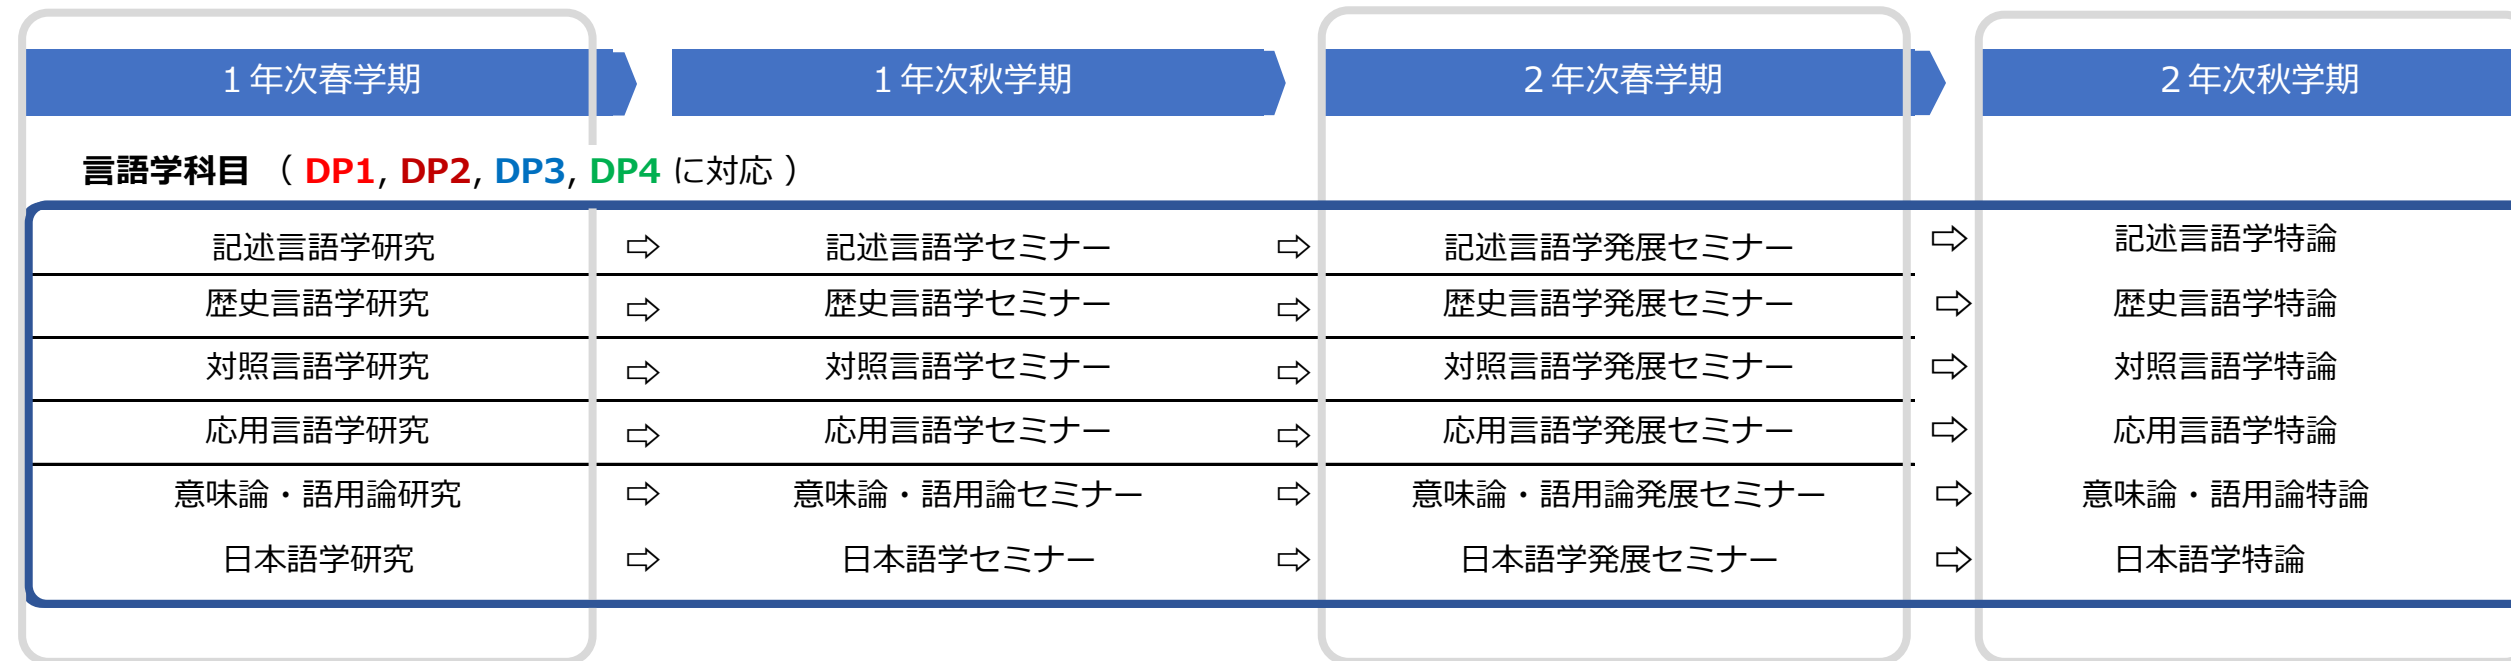 １年次春学期 １年次秋学期 ２年次春学期 ２年次秋学期
言語学科目 （ DP1, DP2, DP3, DP4 に対応 ）
記述言語学研究 ⇨ 記述言語学セミナー ⇨ 記述言語学発展セミナー ⇨ 記述言語学特論
歴史言語学研究 ⇨ 歴史言語学セミナー ⇨ 歴史言語学発展セミナー ⇨ 歴史言語学特論
対照言語学研究 ⇨ 対照言語学セミナー ⇨ 対照言語学発展セミナー ⇨ 対照言語学特論
応用言語学研究 ⇨ 応用言語学セミナー ⇨ 応用言語学発展セミナー ⇨ 応用言語学特論
意味論・語用論研究 ⇨ 意味論・語用論セミナー ⇨ 意味論・語用論発展セミナー ⇨ 意味論・語用論特論
日本語学研究 ⇨ 日本語学セミナー ⇨ 日本語学発展セミナー ⇨ 日本語学特論